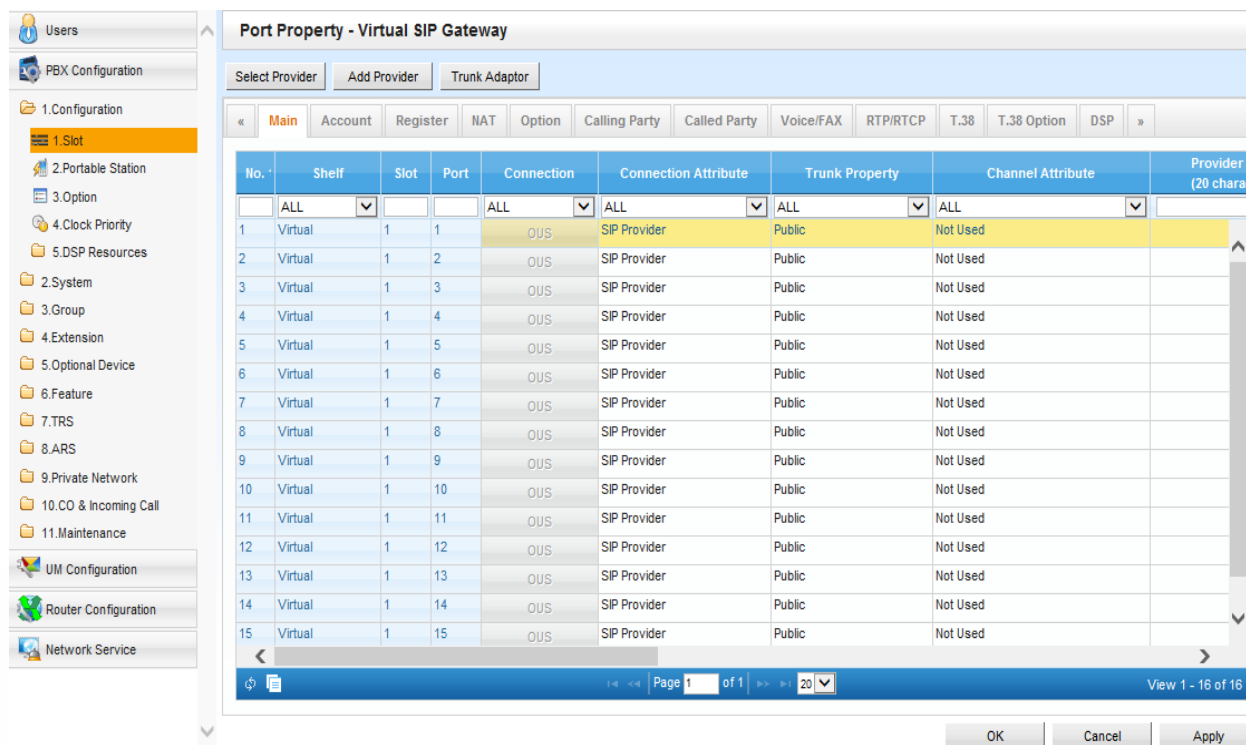 Users
PBX Configuration
1.Configuration
1.Slot
2.Portable Station
3.Option
4.Clock Priority
5.DSP Resources
2.System
3.Group
4.Extension
5.Optional Device
6.Feature
7.TRS
8.ARS
9.Private Network
10.CO & Incoming Call
11.Maintenance
UM Configuration
Router Configuration
Network Service
Port Property - Virtual SIP Gateway
Select Provider Add Provider Trunk Adaptor
« Main Account Register NAT Option Calling Party Called Party Voice/FAX RTP/RTCP T.38 T.38 Option DSP »
No. Shelf Slot Port Connection Connection Attribute Trunk Property Channel Attribute Provider
(20 chara
ALL ALL ALL ALL ALL
1 Virtual 1 1 OUS SIP Provider Public Not Used
2 Virtual 1 2 OUS SIP Provider Public Not Used
3 Virtual 1 3 OUS SIP Provider Public Not Used
4 Virtual 1 4 OUS SIP Provider Public Not Used
5 Virtual 1 5 OUS SIP Provider Public Not Used
6 Virtual 1 6 OUS SIP Provider Public Not Used
7 Virtual 1 7 OUS SIP Provider Public Not Used
8 Virtual 1 8 OUS SIP Provider Public Not Used
9 Virtual 1 9 OUS SIP Provider Public Not Used
10 Virtual 1 10 OUS SIP Provider Public Not Used
11 Virtual 1 11 OUS SIP Provider Public Not Used
12 Virtual 1 12 OUS SIP Provider Public Not Used
13 Virtual 1 13 OUS SIP Provider Public Not Used
14 Virtual 1 14 OUS SIP Provider Public Not Used
15 Virtual 1 15 OUS SIP Provider Public Not Used
Page 1 of 1 20 View 1 - 16 of 16
OK Cancel Apply